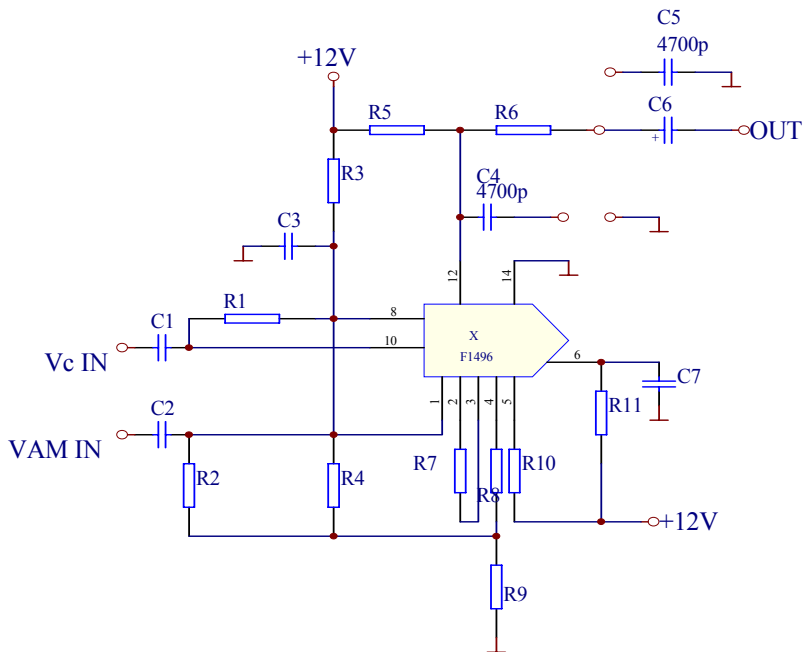 C5
4700p
+12V
C6
R5
R6
OUT
+
R3
C4
4700p
C3
12
14
R1
8
X
C1
10
F1496
6
Vc IN
C7
1
2
3
4
5
R11
C2
VAM IN
R7
R10
R2
R4
R8
+12V
R9